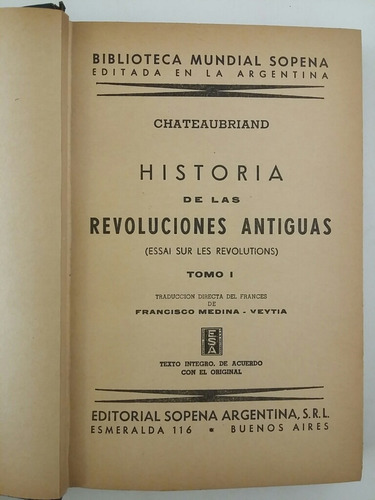 BIBLIOTECA MUNDIAL SOPENA
EDITADA EN LA ARGENTINA
CHATEAUBRIAND
HISTORIA
DE LAS
REVOLUCIONES ANTIGUAS
(ESSAI SUR LES REVOLUTIONS)
TOMO I
TRADUCCION DIRECTA DEL FRANCES
DE
FRANCISCO MEDINA - VEYTIA
ESA
TEXTO INTEGRO, DE ACUERDO
CON EL ORIGINAL
EDITORIAL SOPENA ARGENTINA, S.R.L.
ESMERALDA 116 * BUENOS AIRES